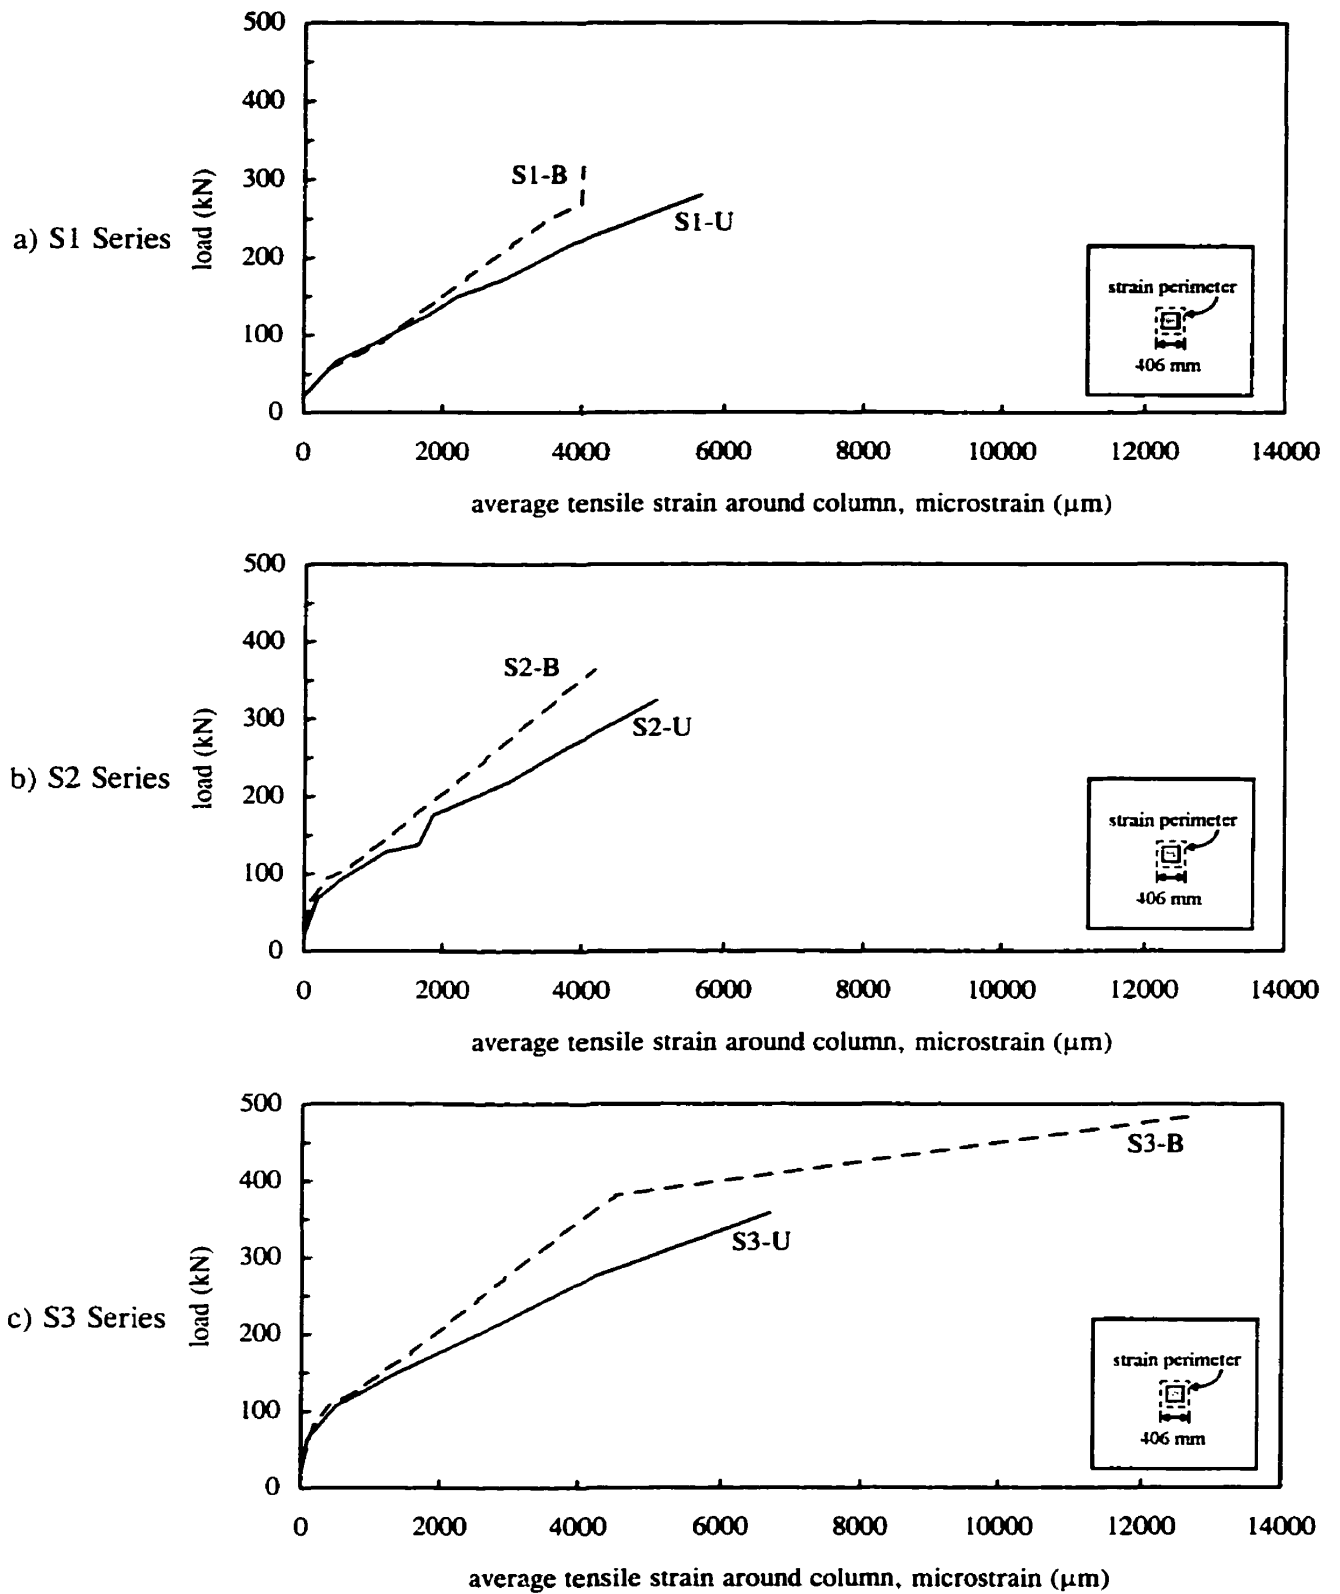 500
400
300
200
100
0
load (kN)
a) S1 Series
S1-B
S1-U
strain perimeter
406 mm
0 2000 4000 6000 8000 10000 12000 14000
average tensile strain around column, microstrain (μm)
500
400
300
200
100
0
load (kN)
b) S2 Series
S2-B
S2-U
strain perimeter
406 mm
0 2000 4000 6000 8000 10000 12000 14000
average tensile strain around column, microstrain (μm)
500
400
300
200
100
0
load (kN)
c) S3 Series
S3-B
S3-U
strain perimeter
406 mm
0 2000 4000 6000 8000 10000 12000 14000
average tensile strain around column, microstrain (μm)